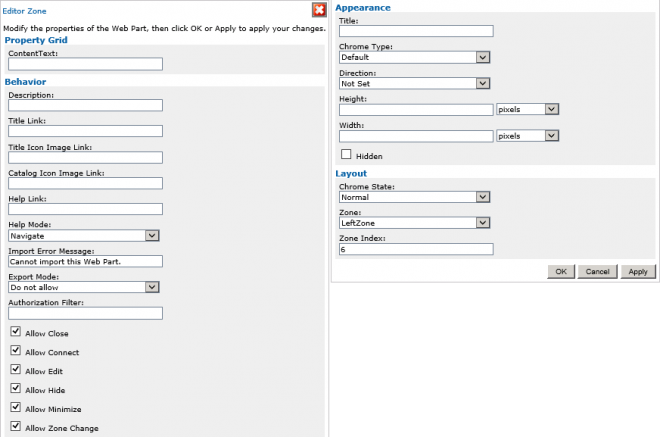 Editor Zone
Modify the properties of the Web Part, then click OK or Apply to apply your changes.
Property Grid
ContentText:
Behavior
Description:
Title Link:
Title Icon Image Link:
Catalog Icon Image Link:
Help Link:
Help Mode:
Navigate
Import Error Message:
Cannot import this Web Part.
Export Mode:
Do not allow
Authorization Filter:
Allow Close
Allow Connect
Allow Edit
Allow Hide
Allow Minimize
Allow Zone Change
Appearance
Title:
Chrome Type:
Default
Direction:
Not Set
Height:
pixels
Width:
pixels
Hidden
Layout
Chrome State:
Normal
Zone:
LeftZone
Zone Index:
6
OK Cancel Apply